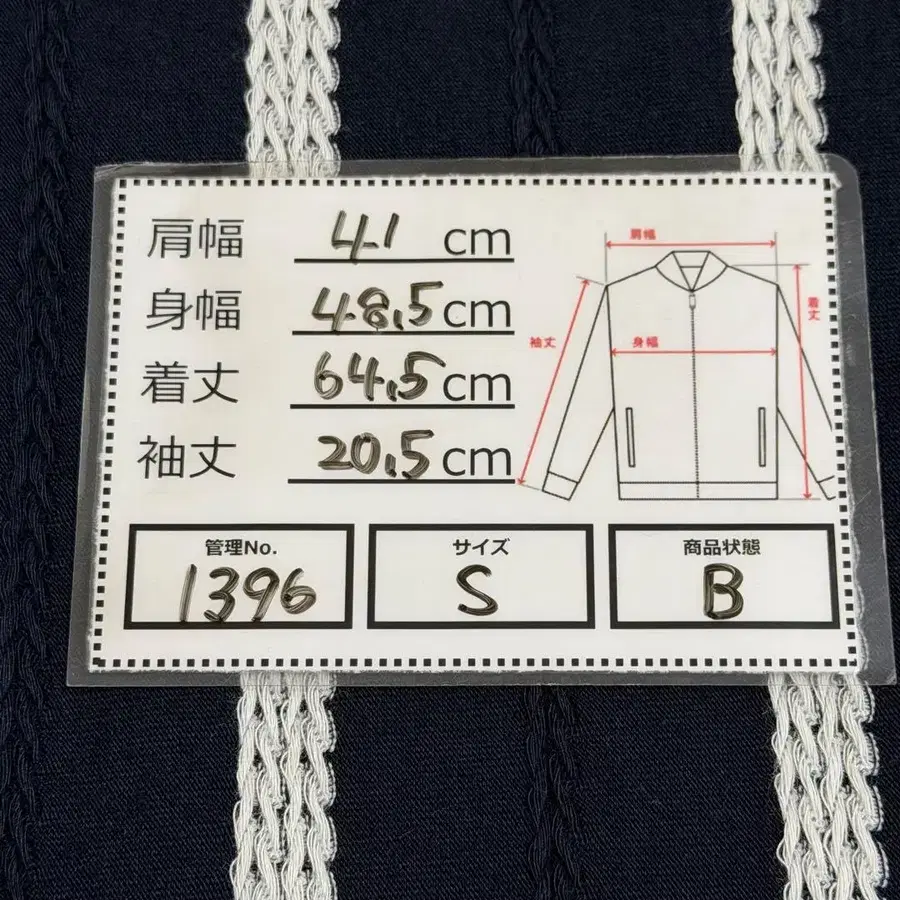 肩幅 41 cm
身幅 48.5 cm
着丈 64.5 cm
袖丈 20.5 cm
肩幅
着丈
袖丈
身幅
管理No.
1396
サイズ
S
商品状態
B